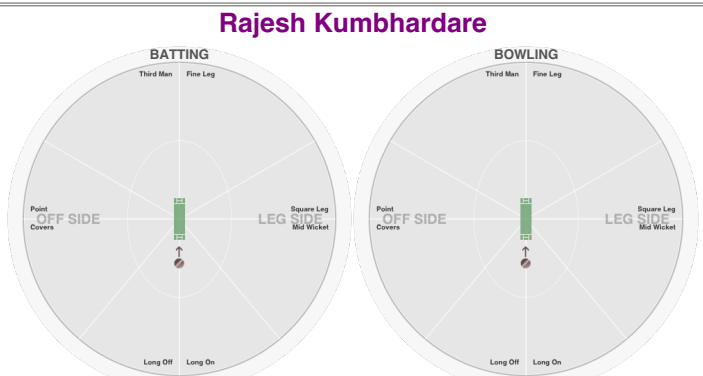 Rajesh Kumbhardare
BATTING
Third Man Fine Leg
Point
OFF SIDE
Covers
Square Leg
LEG SIDE
Mid Wicket
Long Off Long On
BOWLING
Third Man Fine Leg
Point
OFF SIDE
Covers
Square Leg
LEG SIDE
Mid Wicket
Long Off Long On